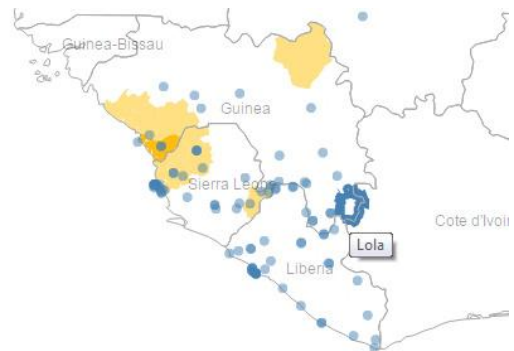 Guinea-Bissau
Guinea
Sierra Leone
Cote d'Ivoir
Lola
Liberia